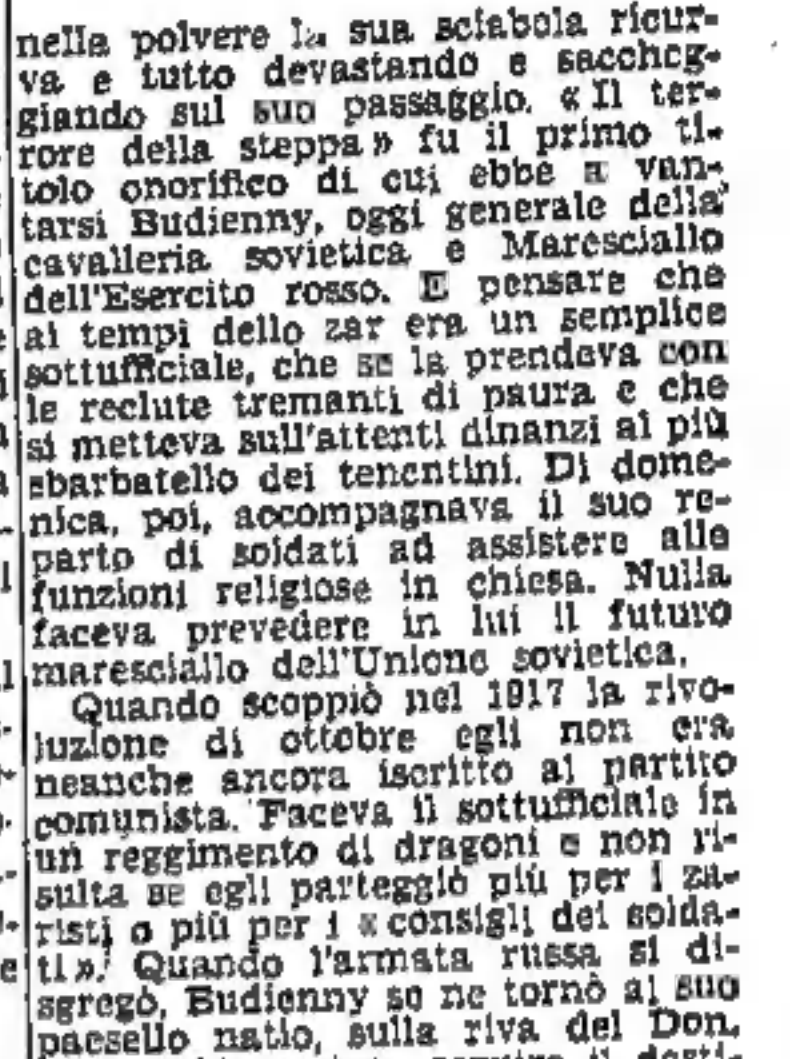 nella polvere la sua sciabola ricur-
va e tutto devastando e saccheg-
giando sul suo passaggio. « Il ter-
rore della steppa » fu il primo ti-
tolo onorifico di cui ebbe a van-
tarsi Budienny, oggi generale della
cavalleria sovietica e Maresciallo
dell'Esercito rosso. E pensare che
ai tempi dello zar era un semplice
sottufficiale, che se la prendeva con
le reclute tremanti di paura e che
si metteva sull'attenti dinanzi al più
sbarbatello dei tenentini. Di dome-
nica, poi, accompagnava il suo re-
parto di soldati ad assistere alle
funzioni religiose in chiesa. Nulla
faceva prevedere in lui il futuro
maresciallo dell'Unione sovietica.
Quando scoppiò nel 1917 la rivo-
luzione di ottobre egli non era
neanche ancora iscritto al partito
comunista. Faceva il sottufficiale in
un reggimento di dragoni e non ri-
sulta se egli parteggiò più per i za-
risti o più per i « consigli dei solda-
ti ». Quando l'armata russa si di-
sgregò, Budienny se ne tornò al suo
paesello natio, sulla riva del Don,